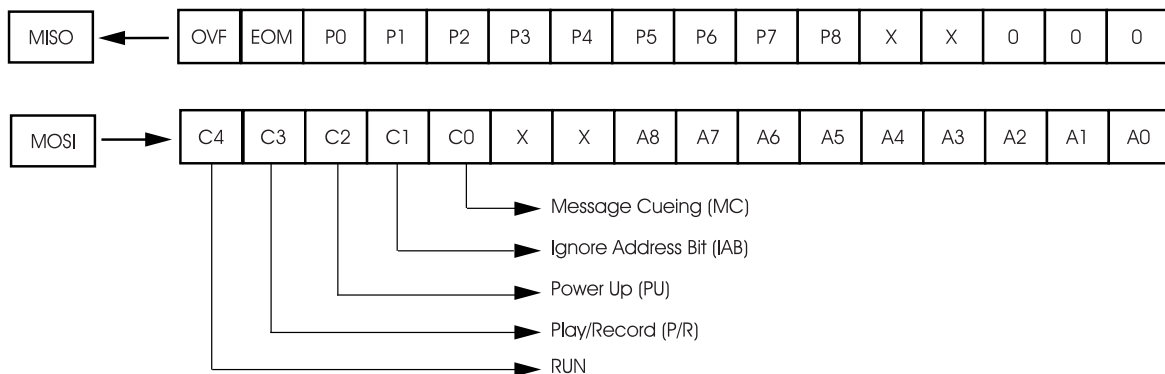 MISO OVF EOM P0 P1 P2 P3 P4 P5 P6 P7 P8 X X 0 0 0
MOSI C4 C3 C2 C1 C0 X X A8 A7 A6 A5 A4 A3 A2 A1 A0
Message Cueing (MC)
Ignore Address Bit (IAB)
Power Up (PU)
Play/Record (P/R)
RUN